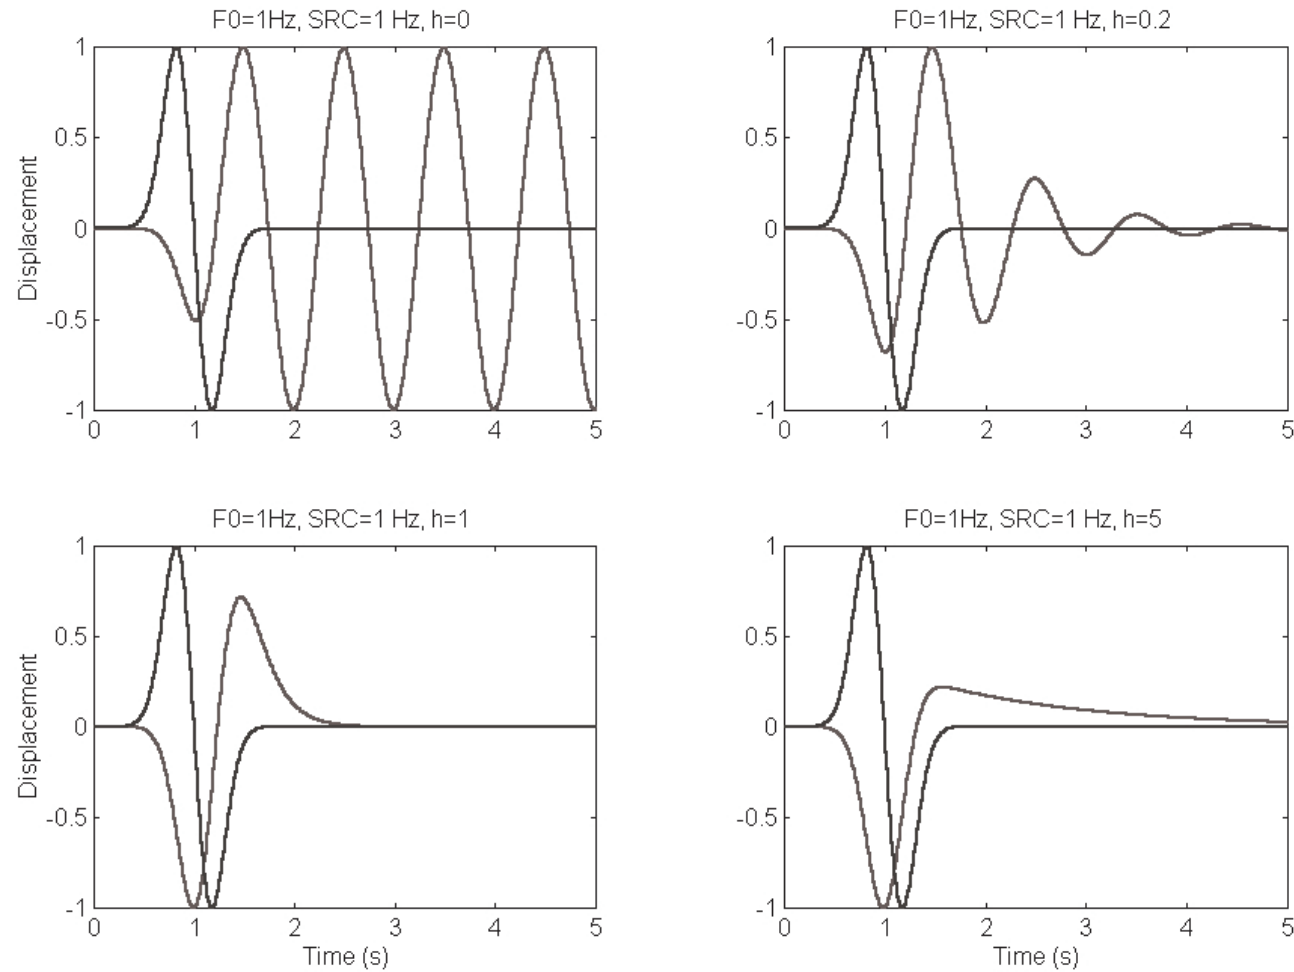 F0=1Hz, SRC=1 Hz, h=0
1
0.5
0
-0.5
-1
Displacement
0 1 2 3 4 5
F0=1Hz, SRC=1 Hz, h=0.2
1
0.5
0
-0.5
-1
0 1 2 3 4 5
F0=1Hz, SRC=1 Hz, h=1
1
0.5
0
-0.5
-1
Displacement
0 1 2 3 4 5
Time (s)
F0=1Hz, SRC=1 Hz, h=5
1
0.5
0
-0.5
-1
0 1 2 3 4 5
Time (s)